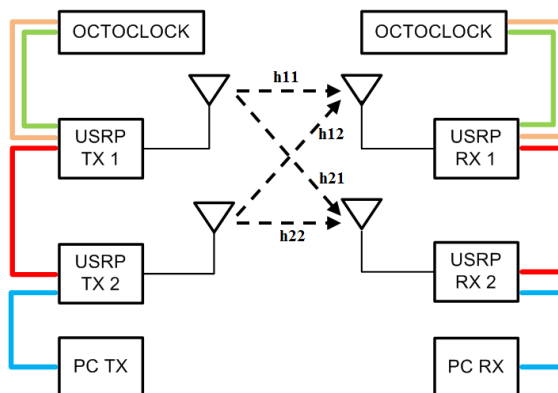 OCTOCLOCK
OCTOCLOCK
h11
h12
USRP
TX 1
USRP
RX 1
h21
h22
USRP
TX 2
USRP
RX 2
PC TX
PC RX